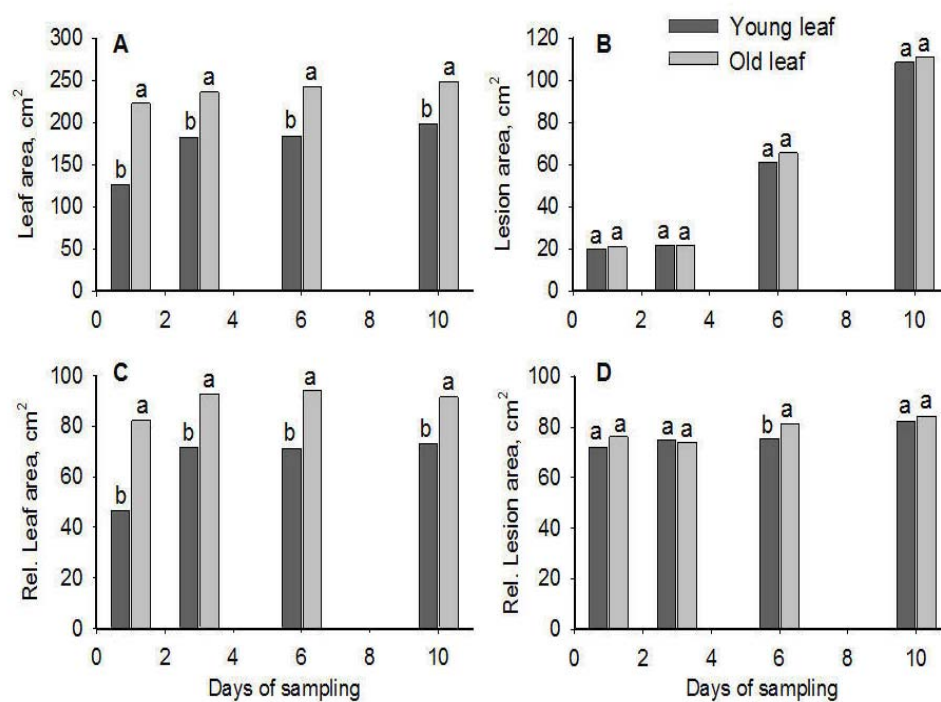 A
300
250
200
150
100
50
0
Leaf area, cm²
b a b a b a b a
0 2 4 6 8 10
B
Young leaf
Old leaf
120
100
80
60
40
20
0
Lesion area, cm²
a a a a a a a a
0 2 4 6 8 10
C
100
80
60
40
20
0
Rel. Leaf area, cm²
b a b a b a b a
0 2 4 6 8 10
Days of sampling
D
100
80
60
40
20
0
Rel. Lesion area, cm²
a a a a b a a a
0 2 4 6 8 10
Days of sampling